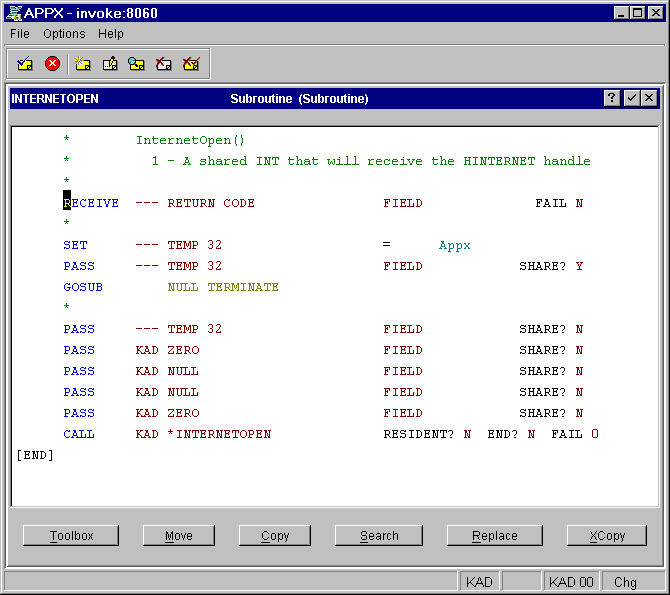 APPX - invoke:8060
File Options Help
INTERNETOPEN Subroutine (Subroutine)
* InternetOpen()
* 1 - A shared INT that will receive the HINTERNET handle
*
RECEIVE --- RETURN CODE FIELD FAIL N
*
SET --- TEMP 32 = Appx
PASS --- TEMP 32 FIELD SHARE? Y
GOSUB NULL TERMINATE
*
PASS --- TEMP 32 FIELD SHARE? N
PASS KAD ZERO FIELD SHARE? N
PASS KAD NULL FIELD SHARE? N
PASS KAD NULL FIELD SHARE? N
PASS KAD ZERO FIELD SHARE? N
CALL KAD *INTERNETOPEN RESIDENT? N END? N FAIL 0
[END]
Toolbox Move Copy Search Replace XCopy
KAD KAD 00 Chg